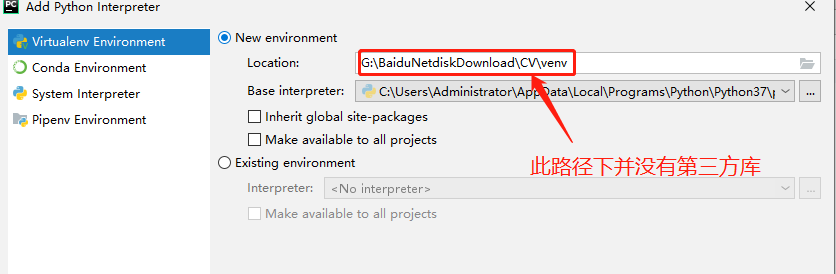 PC Add Python Interpreter
Virtualenv Environment
Conda Environment
System Interpreter
Pipenv Environment
New environment
Location: G:\BaiduNetdiskDownload\CV\venv
Base interpreter: C:\Users\Administrator\AppData\Local\Programs\Python\Python37\ ...
Inherit global site-packages
Make available to all projects
Existing environment
此路径下并没有第三方库
Interpreter: <No interpreter> ...
Make available to all projects